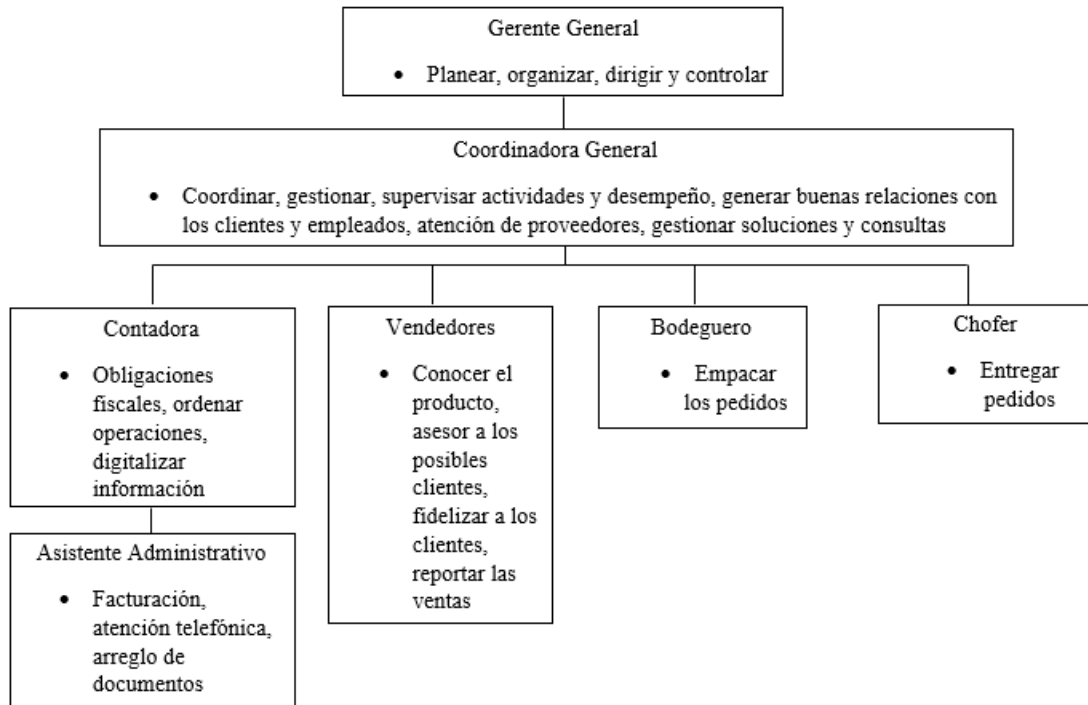 Gerente General
• Planear, organizar, dirigir y controlar
Coordinadora General
• Coordinar, gestionar, supervisar actividades y desempeño, generar buenas relaciones con
los clientes y empleados, atención de proveedores, gestionar soluciones y consultas
Contadora
• Obligaciones
fiscales, ordenar
operaciones,
digitalizar
información
Vendedores
• Conocer el
producto,
asesor a los
posibles
clientes,
fidelizar a los
clientes,
reportar las
ventas
Bodeguero
• Empacar
los pedidos
Chofer
• Entregar
pedidos
Asistente Administrativo
• Facturación,
atención telefónica,
arreglo de
documentos